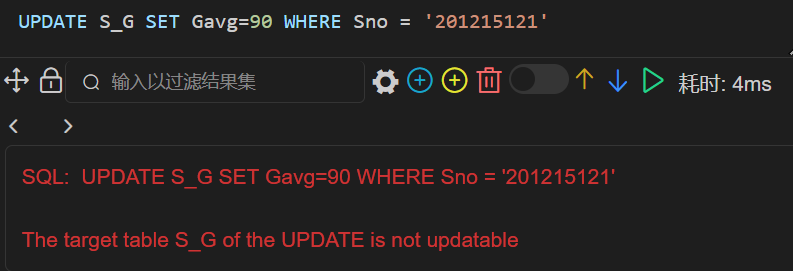 UPDATE S_G SET Gavg=90 WHERE Sno = '201215121'
输入以过滤结果集
耗时: 4ms
SQL: UPDATE S_G SET Gavg=90 WHERE Sno = '201215121'
The target table S_G of the UPDATE is not updatable